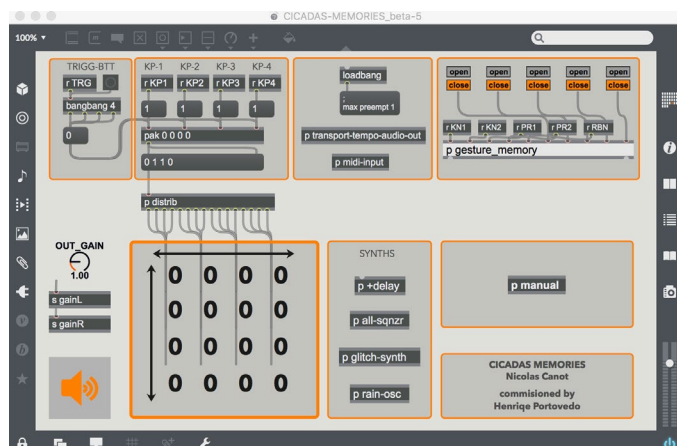 CICADAS-MEMORIES_beta-5
100% ▼
TRIGG-BTT
KP-1 KP-2 KP-3 KP-4
r TRG
r KP1 r KP2 r KP3 r KP4
bangbang 4
1 1 1 1
0
pak 0 0 0 0
0 1 1 0
loadbang
;
max preempt 1
p transport-tempo-audio-out
p midi-input
open open open open open
close close close close close
r KN1 r KN2 r PR1 r PR2 r RBN
p gesture_memory
p distrib
OUT_GAIN
1.00
s gainL
s gainR
0 0 0 0
0 0 0 0
0 0 0 0
0 0 0 0
SYNTHS
p +delay
p all-sqnzr
p glitch-synth
p rain-osc
p manual
CICADAS MEMORIES
Nicolas Canot
commisioned by
Henriqe Portovedo